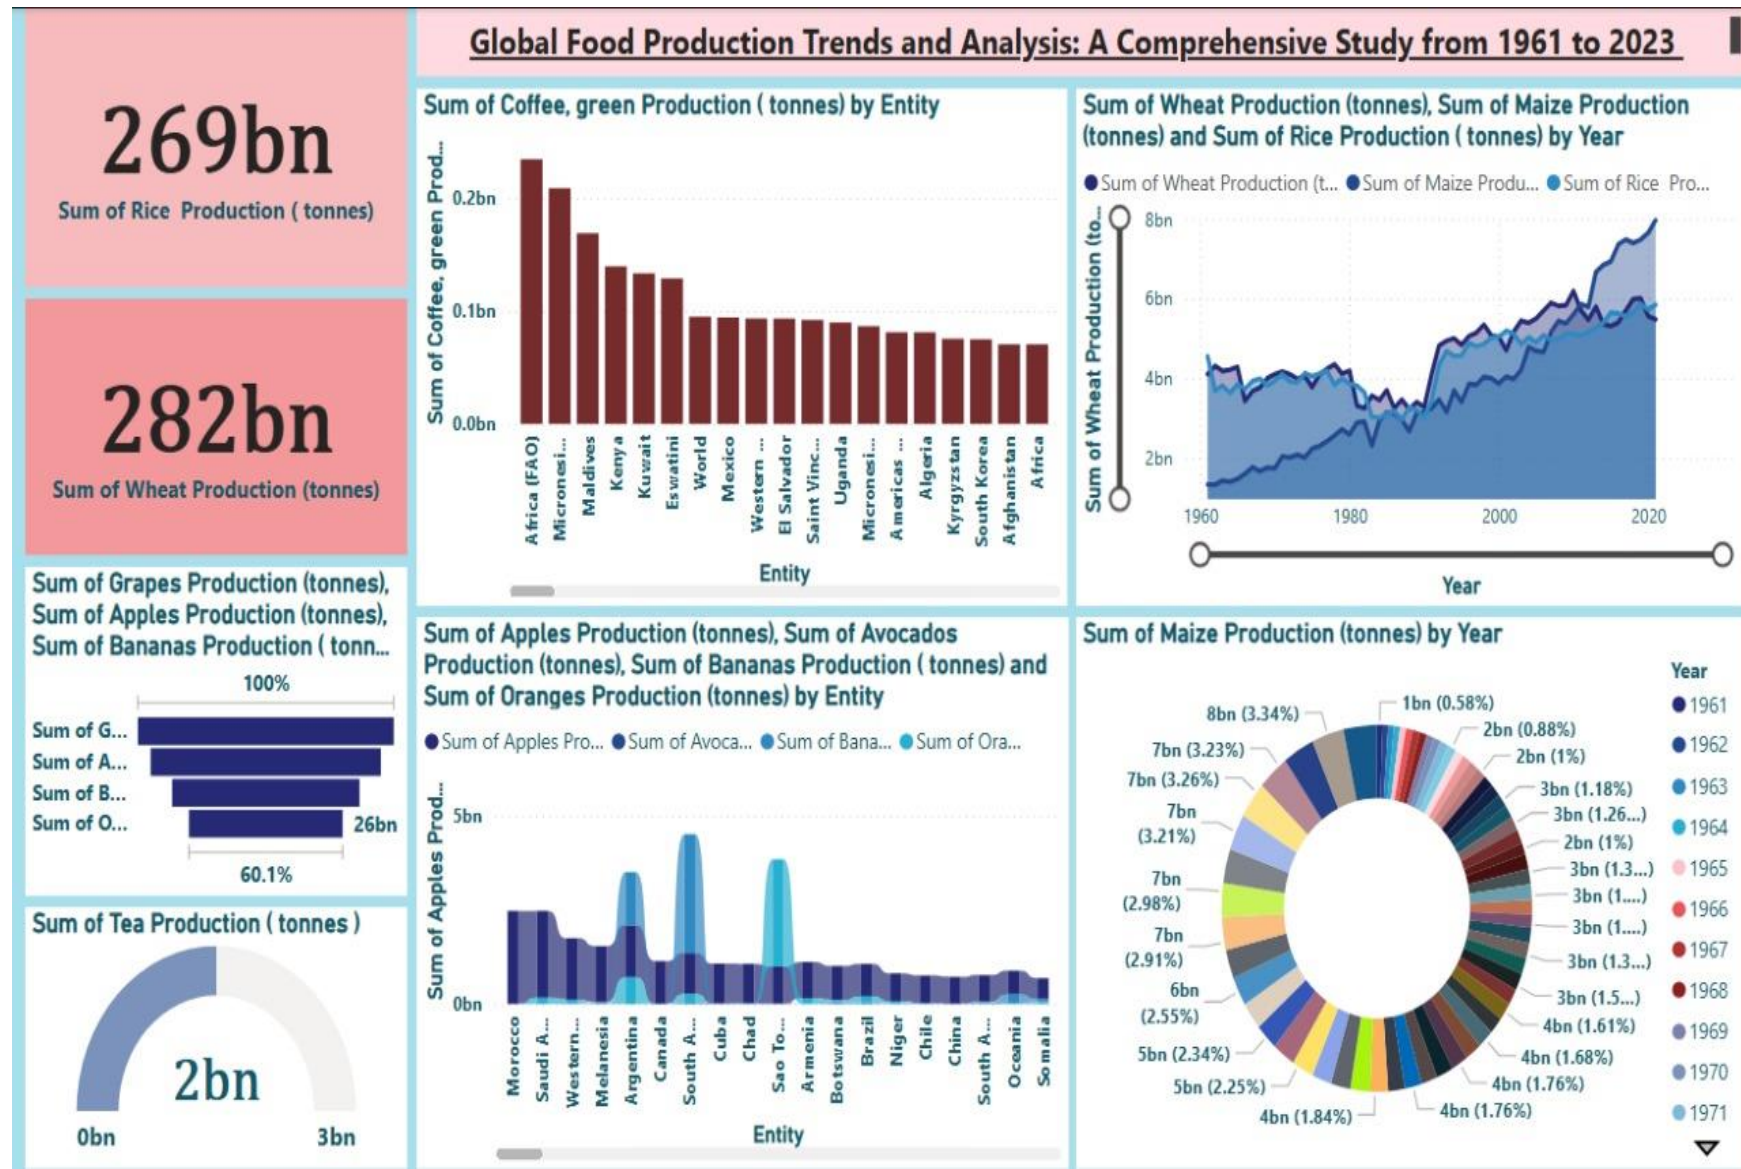 Global Food Production Trends and Analysis: A Comprehensive Study from 1961 to 2023
269bn
Sum of Rice Production ( tonnes)
282bn
Sum of Wheat Production (tonnes)
Sum of Grapes Production (tonnes),
Sum of Apples Production (tonnes),
Sum of Bananas Production ( tonn...
100%
Sum of G...
Sum of A...
Sum of B...
Sum of O...
26bn
60.1%
Sum of Tea Production ( tonnes )
2bn
0bn
3bn
Sum of Coffee, green Production ( tonnes) by Entity
Sum of Coffee, green Prod...
0.2bn
0.1bn
0.0bn
Africa (FAO)
Micronesi...
Maldives
Kenya
Kuwait
Eswatini
World
Mexico
Western ...
El Salvador
Saint Vinc...
Uganda
Micronesi...
Americas ...
Algeria
Kyrgyzstan
South Korea
Afghanistan
Africa
Entity
Sum of Wheat Production (tonnes), Sum of Maize Production
(tonnes) and Sum of Rice Production ( tonnes) by Year
Sum of Wheat Production (t... Sum of Maize Produ... Sum of Rice Pro...
Sum of Wheat Production (to...
8bn
6bn
4bn
2bn
1960 1980 2000 2020
Year
Sum of Apples Production (tonnes), Sum of Avocados
Production (tonnes), Sum of Bananas Production ( tonnes) and
Sum of Oranges Production (tonnes) by Entity
Sum of Apples Pro... Sum of Avoca... Sum of Bana... Sum of Ora...
Sum of Apples Prod...
5bn
0bn
Morocco
Saudi A...
Western...
Melanesia
Argentina
Canada
South A...
Cuba
Chad
Sao To...
Armenia
Botswana
Brazil
Niger
Chile
China
South A...
Oceania
Somalia
Entity
Sum of Maize Production (tonnes) by Year
1bn (0.58%)
2bn (0.88%)
2bn (1%)
3bn (1.18%)
3bn (1.26...)
2bn (1%)
3bn (1.3...)
3bn (1....)
3bn (1....)
3bn (1.3...)
3bn (1.5...)
4bn (1.61%)
4bn (1.68%)
4bn (1.76%)
4bn (1.76%)
4bn (1.84%)
5bn (2.25%)
5bn (2.34%)
6bn
(2.55%)
7bn
(2.91%)
7bn
(2.98%)
7bn
(3.21%)
7bn (3.26%)
7bn (3.23%)
8bn (3.34%)
Year
1961
1962
1963
1964
1965
1966
1967
1968
1969
1970
1971